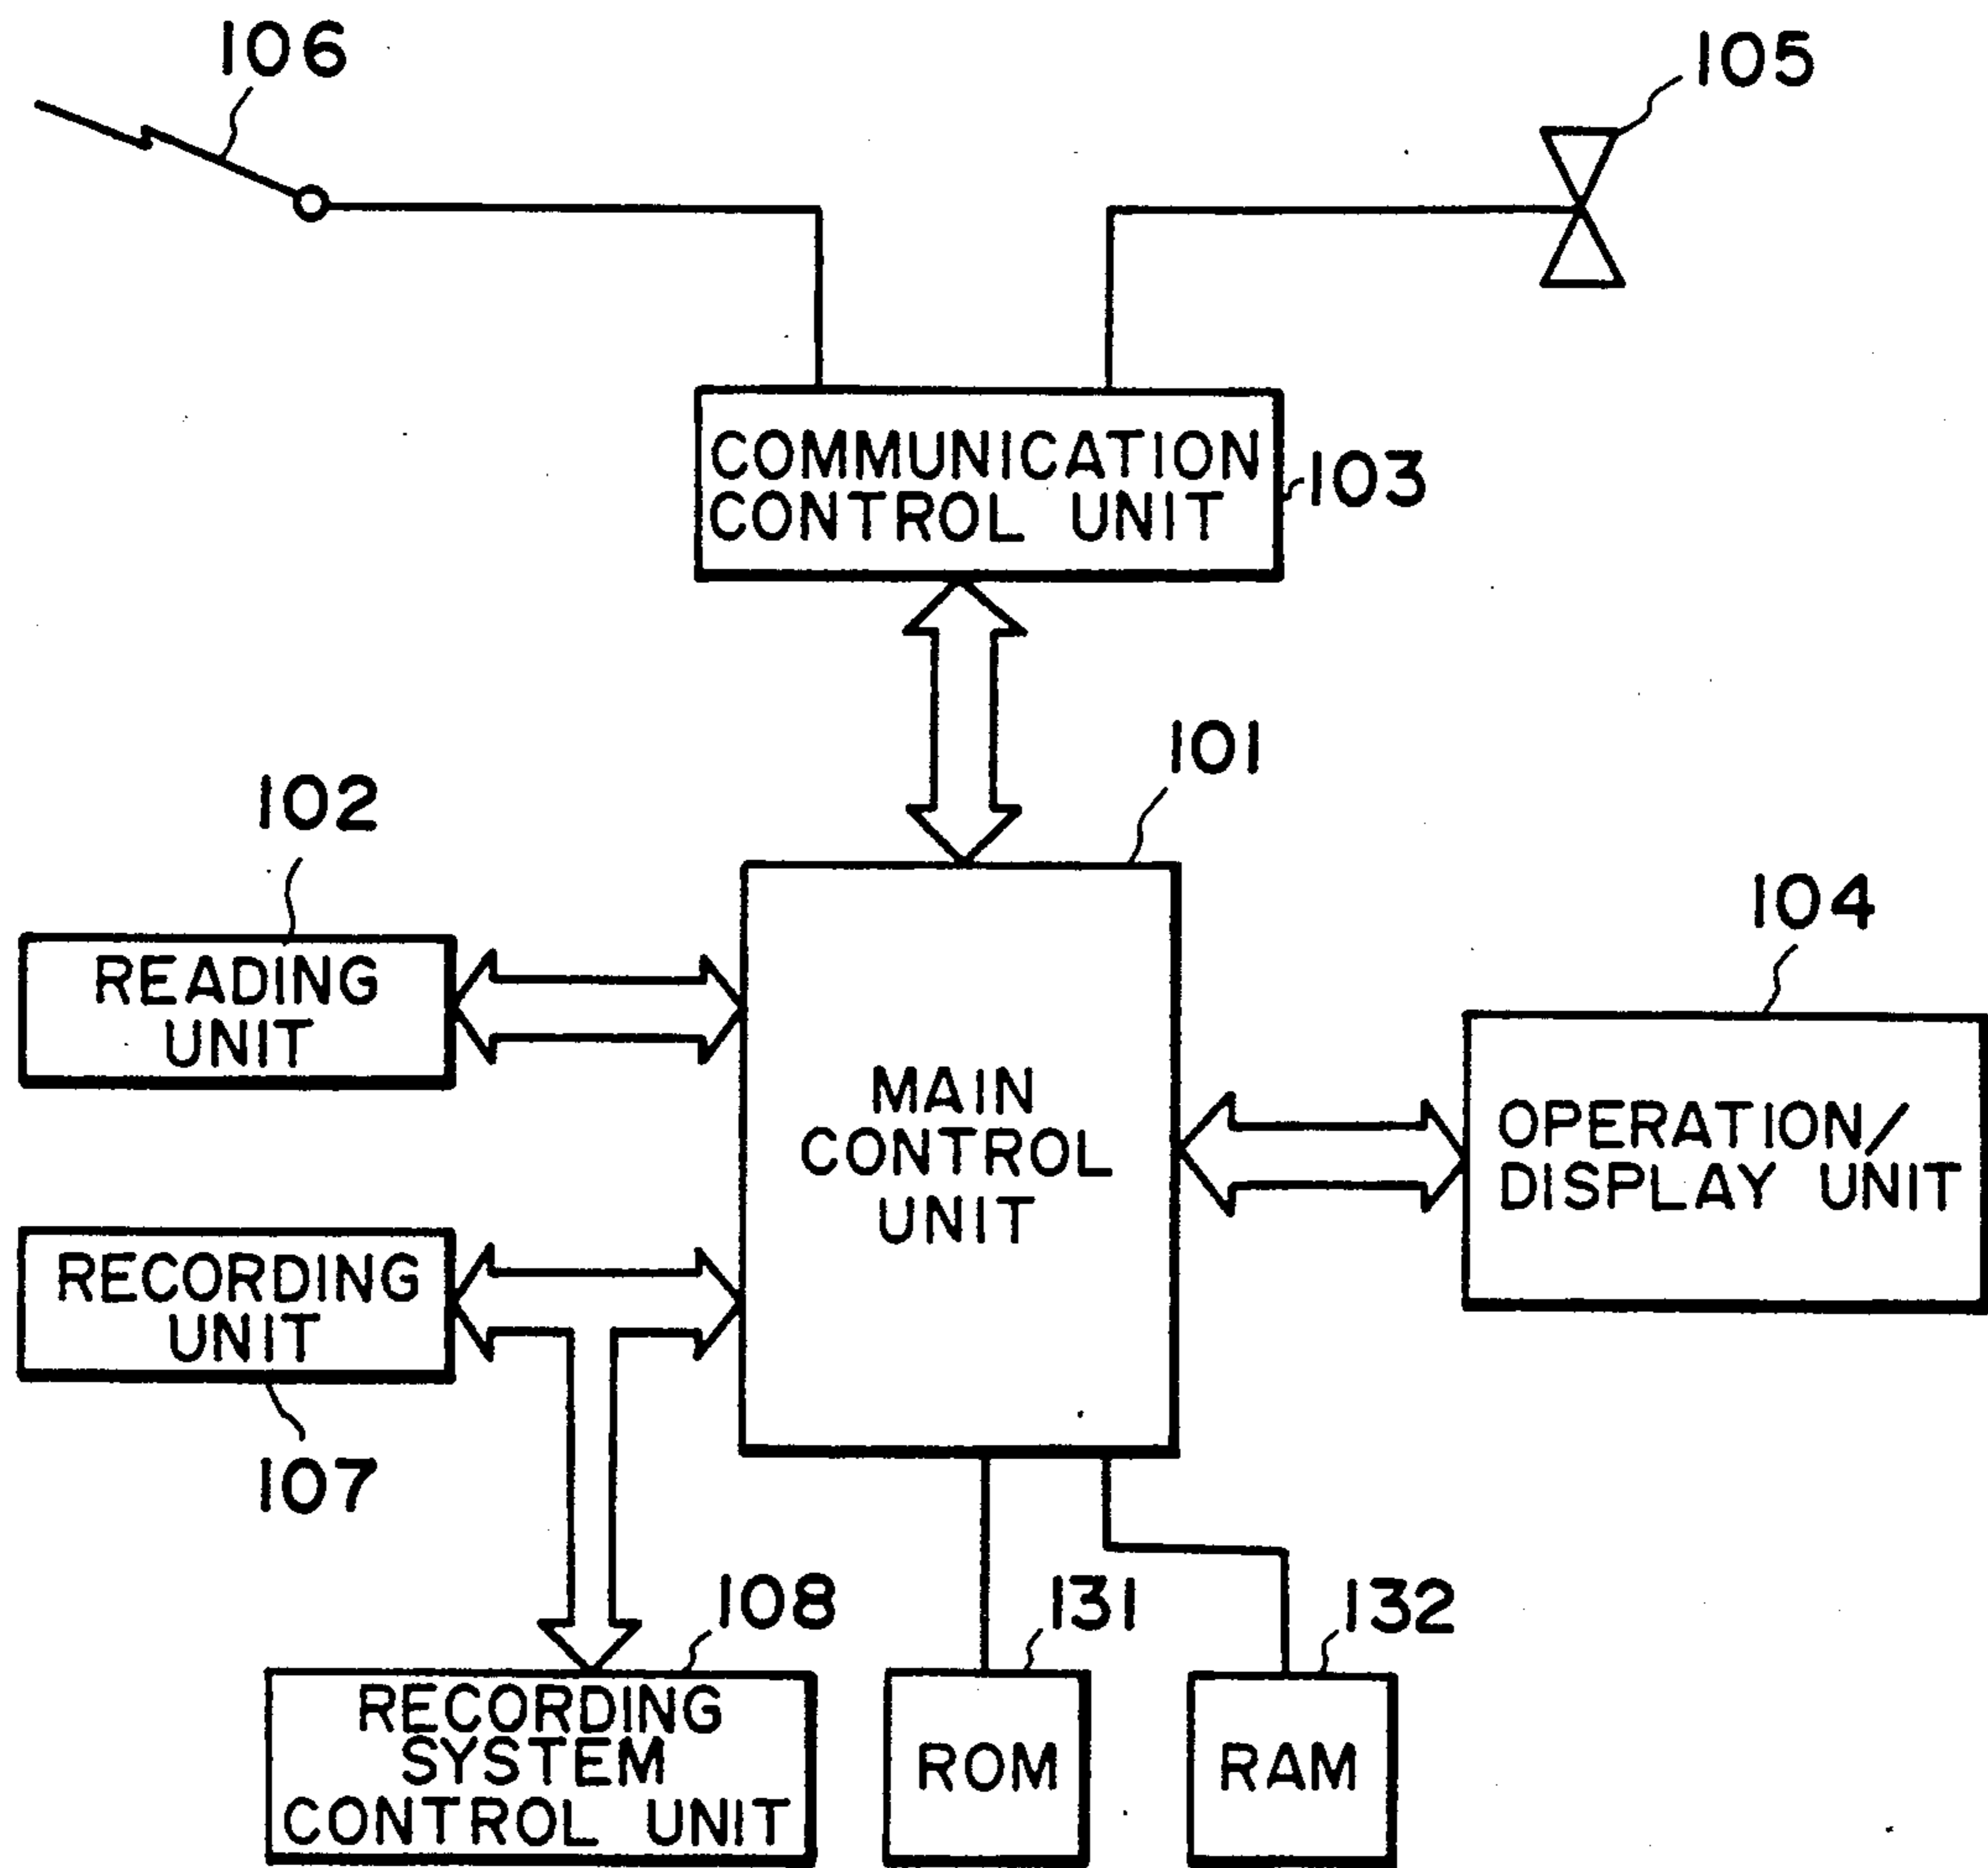 106
105
COMMUNICATION
CONTROL UNIT
103
101
102
104
READING
UNIT
MAIN
CONTROL
UNIT
OPERATION/
DISPLAY UNIT
RECORDING
UNIT
107
108
131
132
RECORDING
SYSTEM
CONTROL UNIT
ROM
RAM